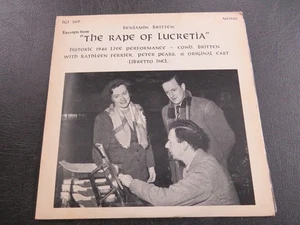 BENJAMIN BRITTEN
Excerpts from
"THE RAPE OF LUCRETIA"
HISTORIC 1946 LIVE PERFORMANCE - COND. BRITTEN
WITH KATHLEEN FERRIER, PETER PEARS, & ORIGINAL CAST
(LIBRETTO INCL.)